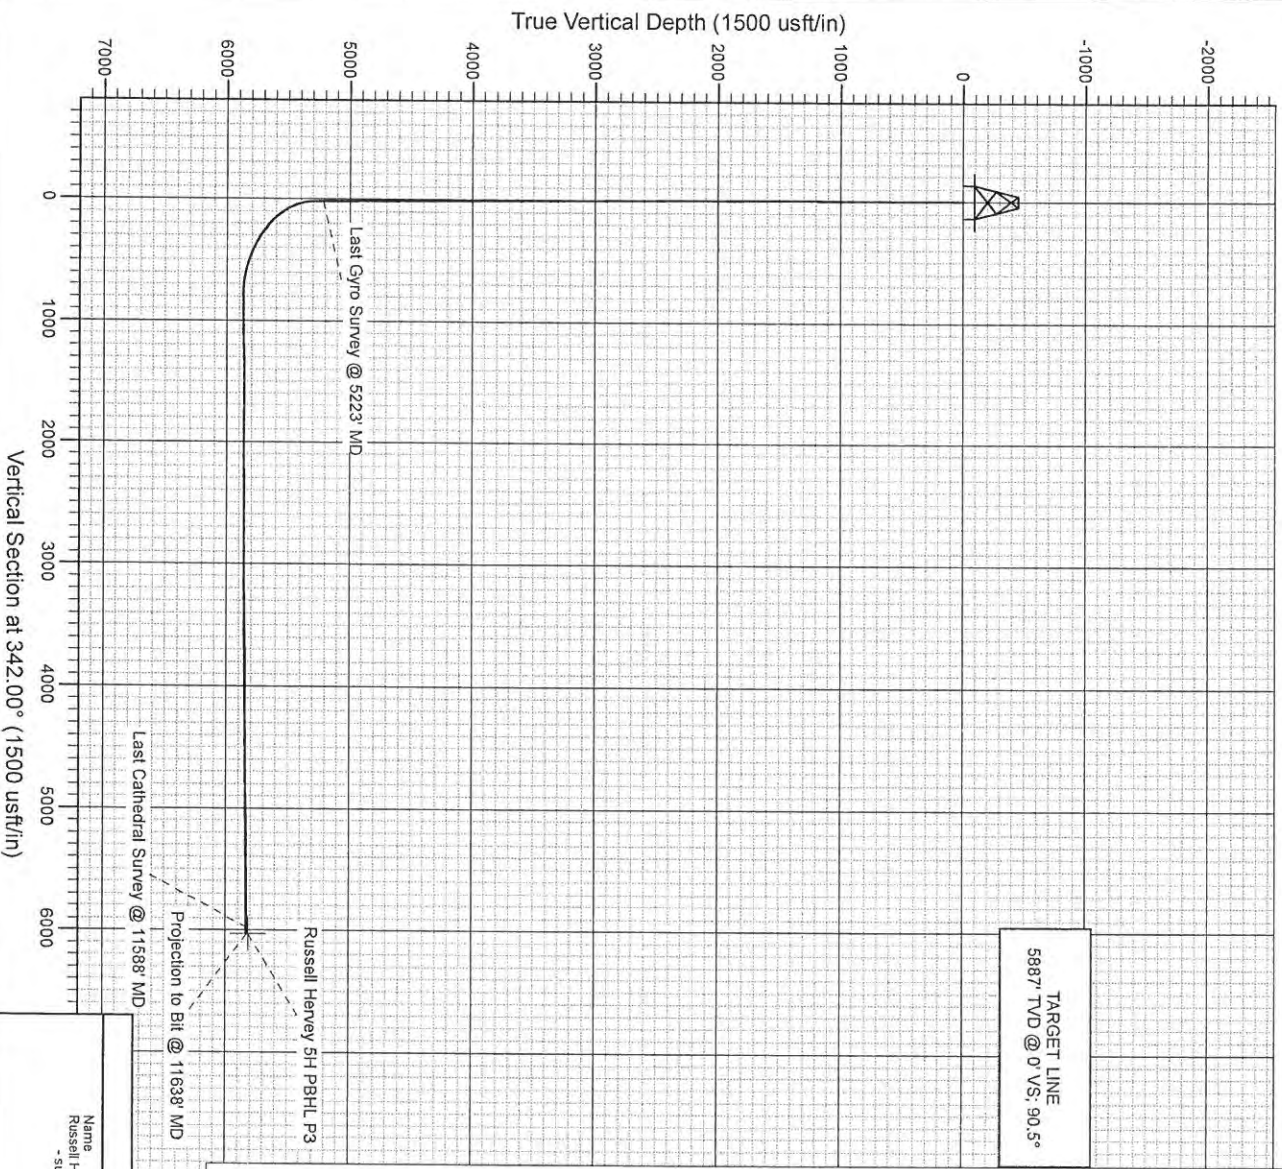 True Vertical Depth (1500 usft/in)
7000
6000
5000
4000
3000
2000
1000
0
-1000
-2000
0
1000
2000
3000
4000
5000
6000
Vertical Section at 342.00° (1500 usft/in)
Last Gyro Survey @ 5223' MD
TARGET LINE
5887' TVD @ 0' VS; 90.5°
Russell Hervey 5H PBHL P3
Projection to Bit @ 11638' MD
Last Cathedral Survey @ 11588' MD
Name
Russell H